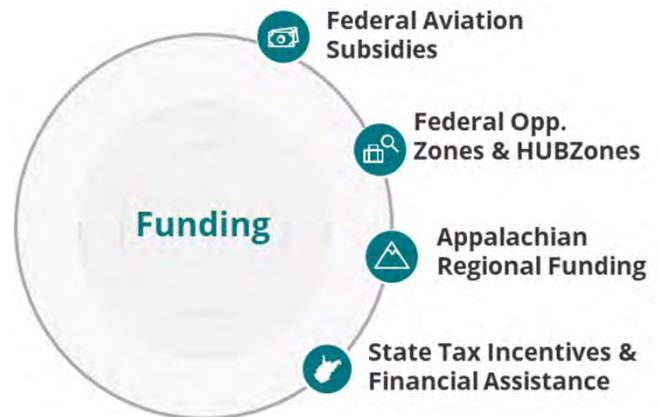 Federal Aviation
Subsidies
Federal Opp.
Zones & HUBZones
Funding
Appalachian
Regional Funding
State Tax Incentives &
Financial Assistance